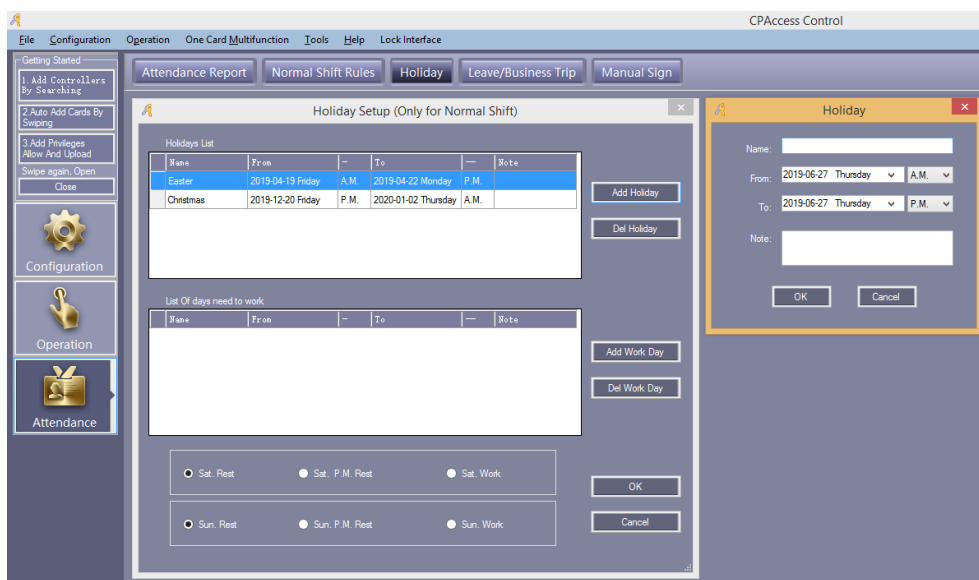 CPAccess Control
File Configuration Operation One Card Multifunction Tools Help Lock Interface
Getting Started
1.Add Controllers
By Searching
2.Auto Add Cards By
Swiping
3.Add Privileges
Allow And Upload
Swipe again, Open
Close
Configuration
Operation
Attendance
Attendance Report Normal Shift Rules Holiday Leave/Business Trip Manual Sign
Holiday Setup (Only for Normal Shift)
Holidays List
Name From - To — Note
Easter 2019-04-19 Friday A.M. 2019-04-22 Monday P.M.
Christmas 2019-12-20 Friday P.M. 2020-01-02 Thursday A.M.
Add Holiday
Del Holiday
List Of days need to work
Name From - To — Note
Add Work Day
Del Work Day
Sat. Rest Sat. P.M. Rest Sat. Work
Sun. Rest Sun. P.M. Rest Sun. Work
OK
Cancel
Holiday
Name:
From: 2019-06-27 Thursday A.M.
To: 2019-06-27 Thursday P.M.
Note:
OK Cancel